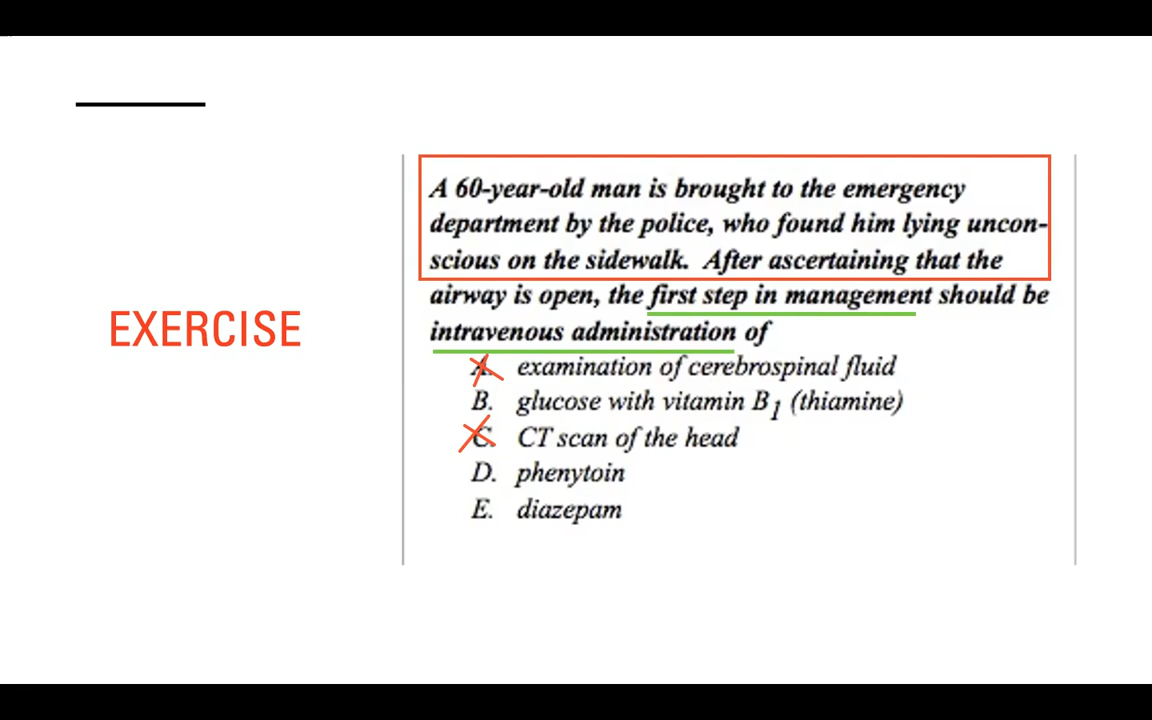 EXERCISE
A 60-year-old man is brought to the emergency
department by the police, who found him lying uncon-
scious on the sidewalk. After ascertaining that the
airway is open, the first step in management should be
intravenous administration of
A. examination of cerebrospinal fluid
B. glucose with vitamin B1 (thiamine)
C. CT scan of the head
D. phenytoin
E. diazepam